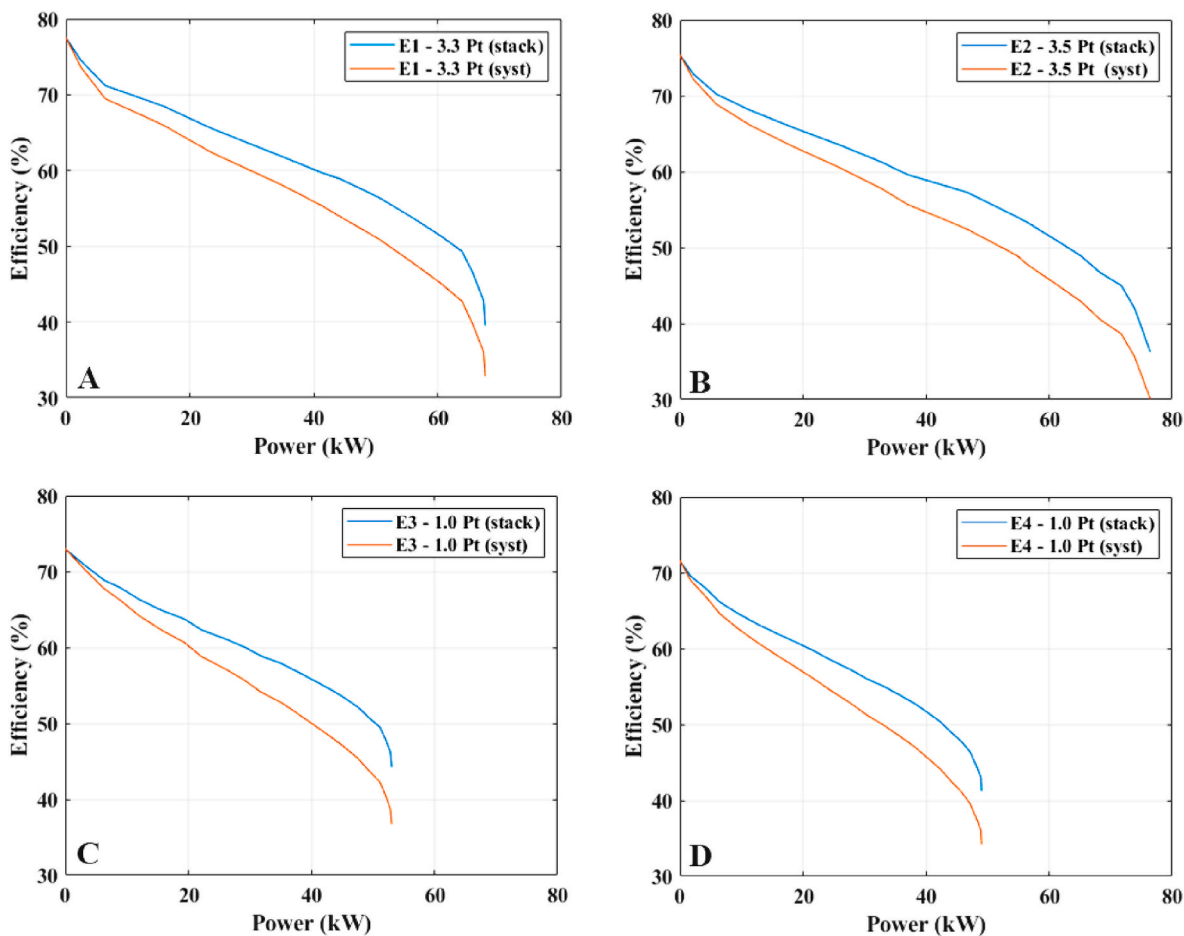 80
70
60
50
40
30
Efficiency (%)
E1 - 3.3 Pt (stack)
E1 - 3.3 Pt (syst)
A
0 20 40 60 80
Power (kW)
80
70
60
50
40
30
Efficiency (%)
E2 - 3.5 Pt (stack)
E2 - 3.5 Pt (syst)
B
0 20 40 60 80
Power (kW)
80
70
60
50
40
30
Efficiency (%)
E3 - 1.0 Pt (stack)
E3 - 1.0 Pt (syst)
C
0 20 40 60 80
Power (kW)
80
70
60
50
40
30
Efficiency (%)
E4 - 1.0 Pt (stack)
E4 - 1.0 Pt (syst)
D
0 20 40 60 80
Power (kW)